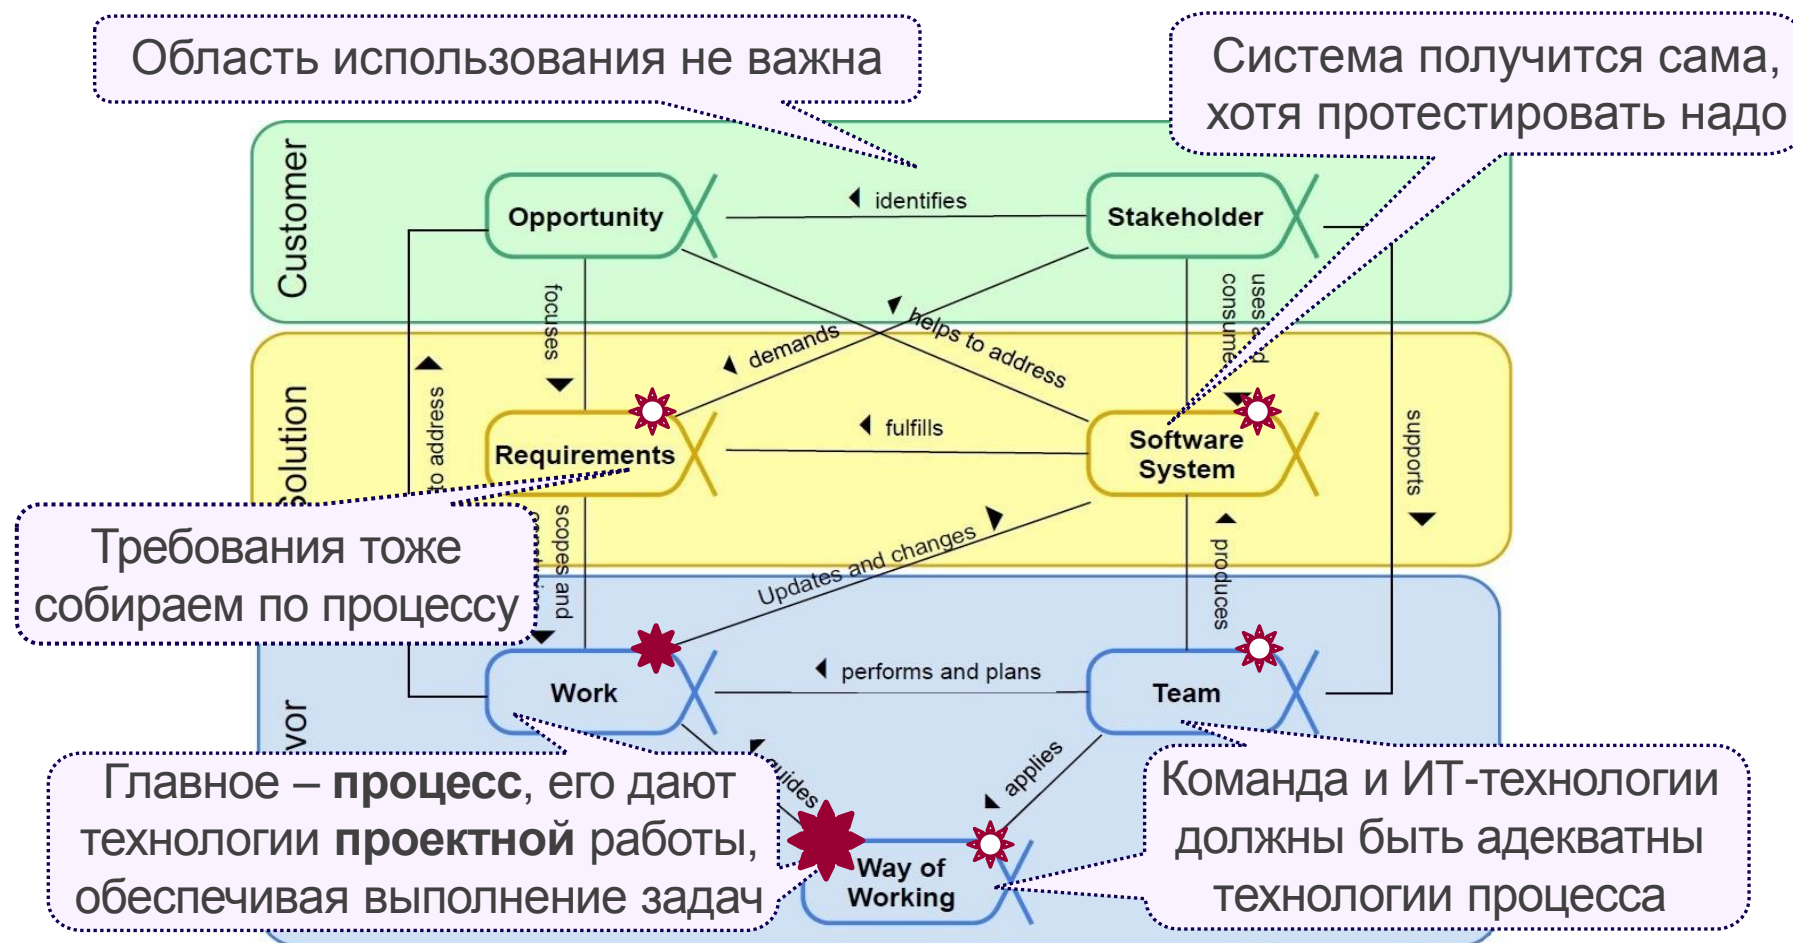 Область использования не важна
Система получится сама,
хотя протестировать надо
Customer
Opportunity
identifies
Stakeholder
focusses
demands
helps to address
uses and
consume
Solution
to address
Requirements
fulfills
Software
System
supports
Требования тоже
собираем по процессу
scopes and
Updates and changes
produces
vor
Work
performs and plans
Team
guides
applies
Главное – процесс, его дают
технологии проектной работы,
обеспечивая выполнение задач
Way of
Working
Команда и ИТ-технологии
должны быть адекватны
технологии процесса